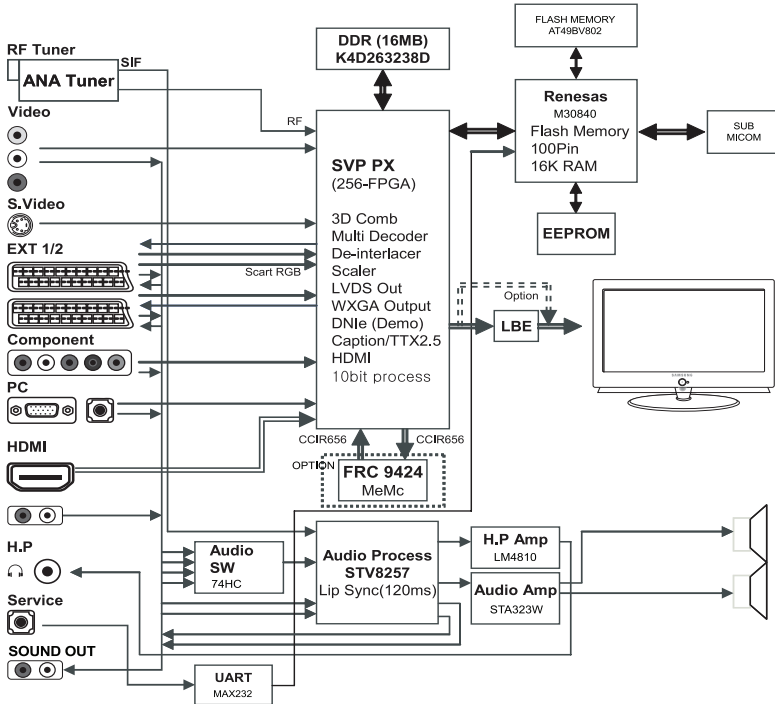 RF Tuner
SIF
ANA Tuner
Video
S.Video
EXT 1/2
Component
PC
HDMI
H.P
Service
SOUND OUT
DDR (16MB)
K4D263238D
RF
Scart RGB
SVP PX
(256-FPGA)
3D Comb
Multi Decoder
De-interlacer
Scaler
LVDS Out
WXGA Output
DNIe (Demo)
Caption/TTX2.5
HDMI
10bit process
CCIR656
CCIR656
OPTION
FRC 9424
MeMc
FLASH MEMORY
AT49BV802
Renesas
M30840
Flash Memory
100Pin
16K RAM
SUB
MICOM
EEPROM
Option
LBE
SAMSUNG
Audio
SW
74HC
Audio Process
STV8257
Lip Sync(120ms)
H.P Amp
LM4810
Audio Amp
STA323W
UART
MAX232